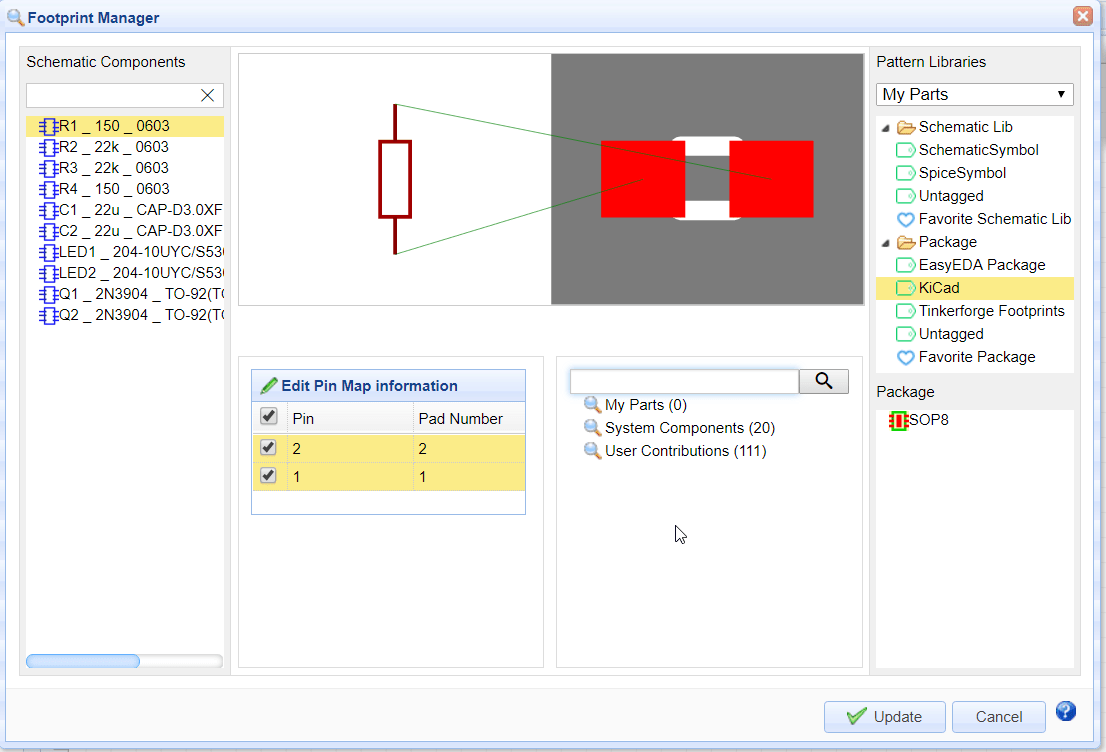 Footprint Manager
Schematic Components
R1 _ 150 _ 0603
R2 _ 22k _ 0603
R3 _ 22k _ 0603
R4 _ 150 _ 0603
C1 _ 22u _ CAP-D3.0XF
C2 _ 22u _ CAP-D3.0XF
LED1 _ 204-10UYC/S530
LED2 _ 204-10UYC/S530
Q1 _ 2N3904 _ TO-92(TO
Q2 _ 2N3904 _ TO-92(TO
Edit Pin Map information
Pin Pad Number
2 2
1 1
My Parts (0)
System Components (20)
User Contributions (111)
Pattern Libraries
My Parts
Schematic Lib
SchematicSymbol
SpiceSymbol
Untagged
Favorite Schematic Lib
Package
EasyEDA Package
KiCad
Tinkerforge Footprints
Untagged
Favorite Package
Package
SOP8
Update
Cancel
?